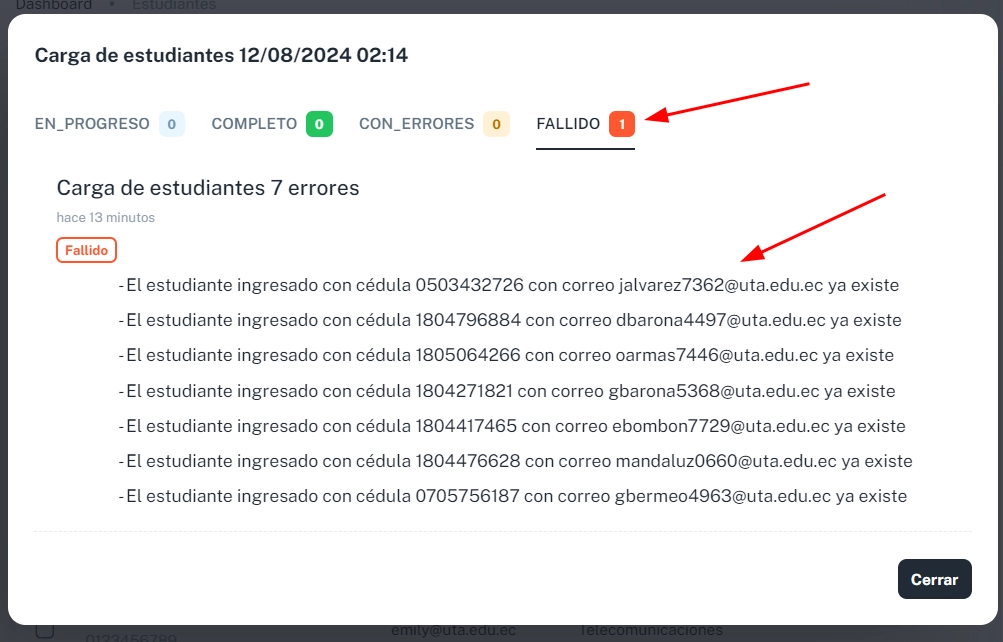 Dashboard • Estudiantes
Carga de estudiantes 12/08/2024 02:14
EN_PROGRESO 0 COMPLETO 0 CON_ERRORES 0 FALLIDO 1
Carga de estudiantes 7 errores
hace 13 minutos
Fallido
- El estudiante ingresado con cédula 0503432726 con correo jalvarez7362@uta.edu.ec ya existe
- El estudiante ingresado con cédula 1804796884 con correo dbarona4497@uta.edu.ec ya existe
- El estudiante ingresado con cédula 1805064266 con correo oarmas7446@uta.edu.ec ya existe
- El estudiante ingresado con cédula 1804271821 con correo gbarona5368@uta.edu.ec ya existe
- El estudiante ingresado con cédula 1804417465 con correo ebombon7729@uta.edu.ec ya existe
- El estudiante ingresado con cédula 1804476628 con correo mandaluz0660@uta.edu.ec ya existe
- El estudiante ingresado con cédula 0705756187 con correo gbermeo4963@uta.edu.ec ya existe
Cerrar
0123456789 emily@uta.edu.ec Telecomunicaciones